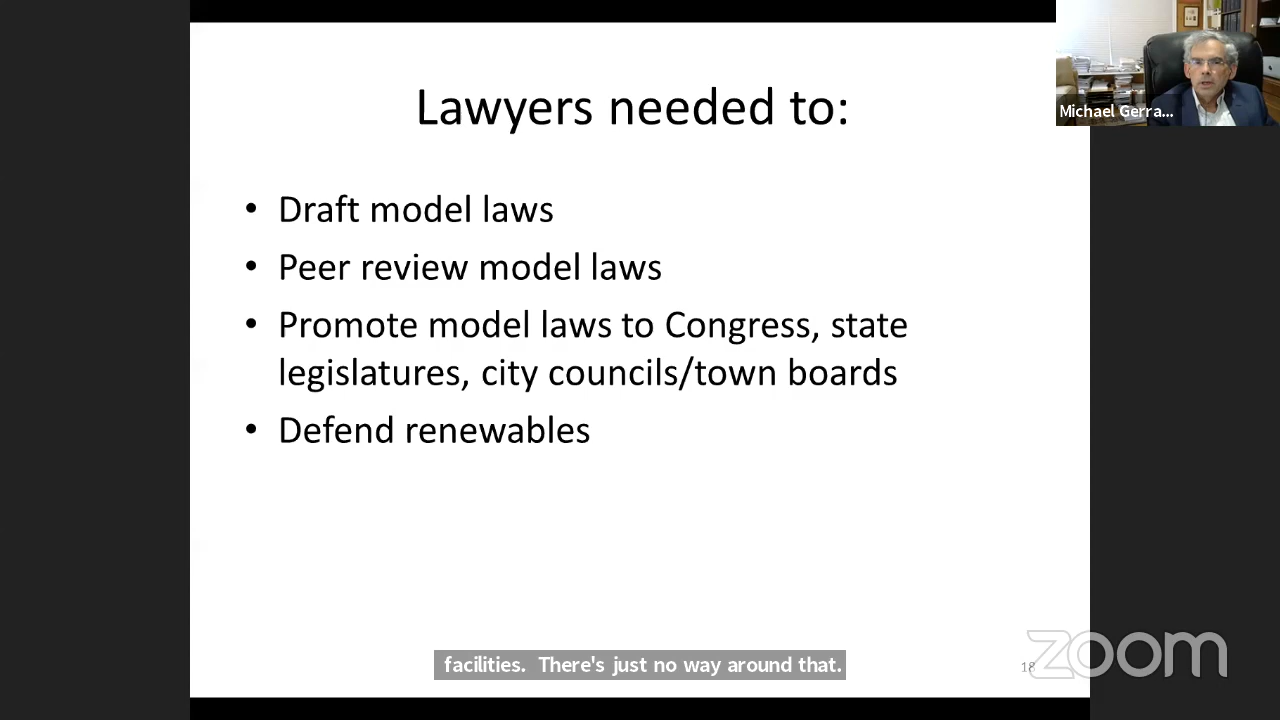 Lawyers needed to:
Michael Gerra...
• Draft model laws
• Peer review model laws
• Promote model laws to Congress, state
legislatures, city councils/town boards
• Defend renewables
facilities. There's just no way around that.
18
zoom